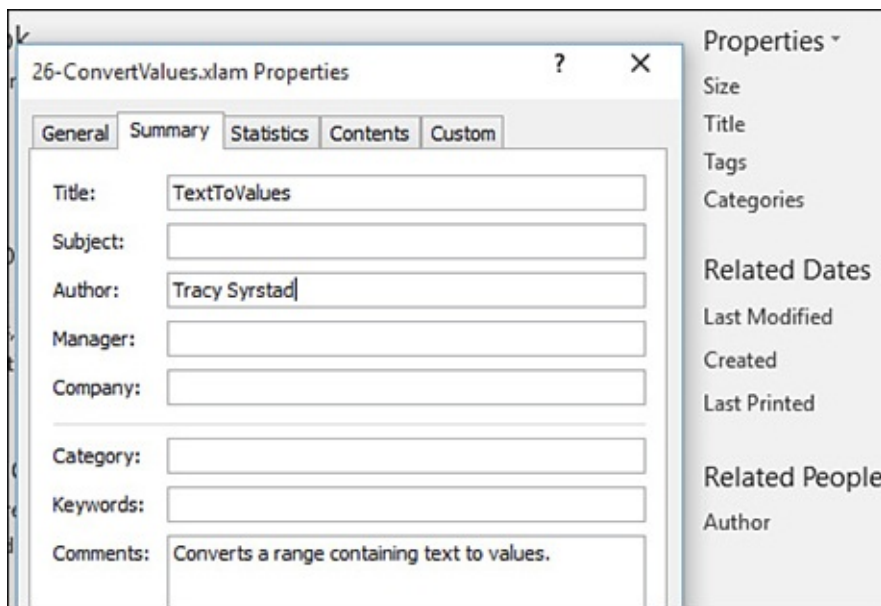 26-ConvertValues.xlam Properties ? ×
General Summary Statistics Contents Custom
Title: TextToValues
Subject:
Author: Tracy Syrstad
Manager:
Company:
Category:
Keywords:
Comments: Converts a range containing text to values.
Properties
Size
Title
Tags
Categories
Related Dates
Last Modified
Created
Last Printed
Related People
Author